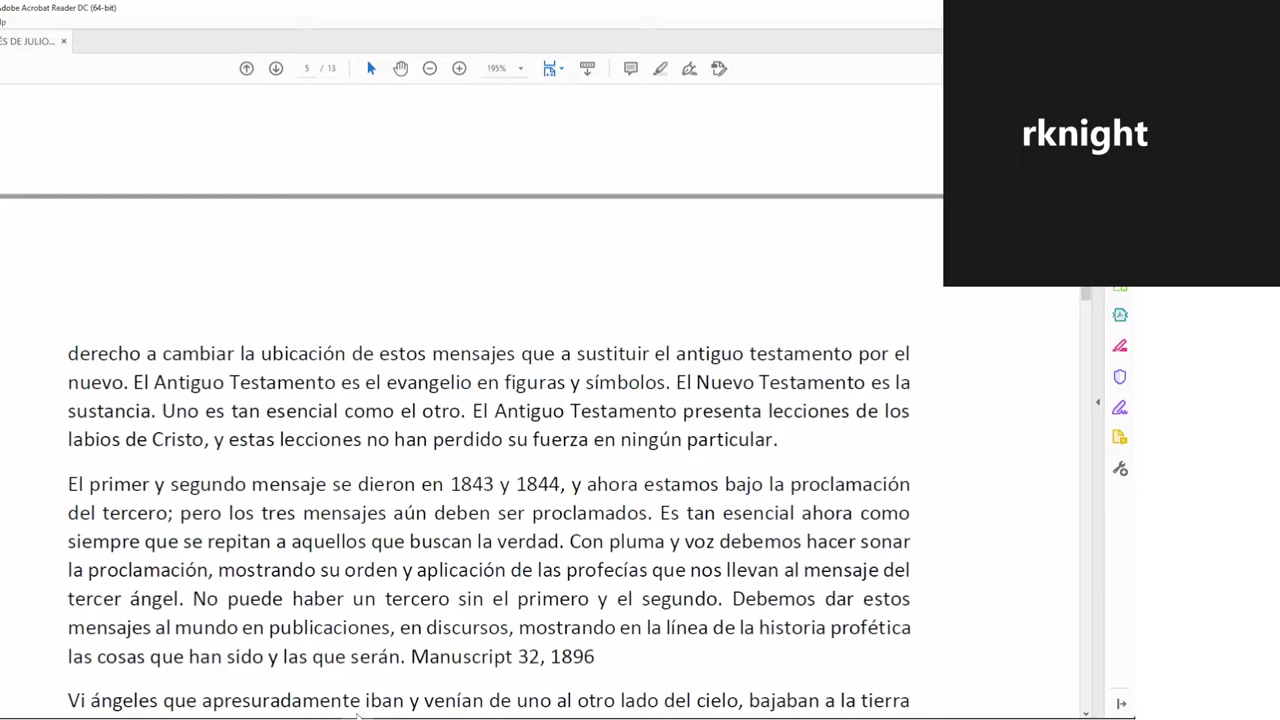 Adobe Acrobat Reader DC (64-bit)
lp
ÉS DE JULIO...
5 / 13
195%
rknight
derecho a cambiar la ubicación de estos mensajes que a sustituir el antiguo testamento por el
nuevo. El Antiguo Testamento es el evangelio en figuras y símbolos. El Nuevo Testamento es la
sustancia. Uno es tan esencial como el otro. El Antiguo Testamento presenta lecciones de los
labios de Cristo, y estas lecciones no han perdido su fuerza en ningún particular.
El primer y segundo mensaje se dieron en 1843 y 1844, y ahora estamos bajo la proclamación
del tercero; pero los tres mensajes aún deben ser proclamados. Es tan esencial ahora como
siempre que se repitan a aquellos que buscan la verdad. Con pluma y voz debemos hacer sonar
la proclamación, mostrando su orden y aplicación de las profecías que nos llevan al mensaje del
tercer ángel. No puede haber un tercero sin el primero y el segundo. Debemos dar estos
mensajes al mundo en publicaciones, en discursos, mostrando en la línea de la historia profética
las cosas que han sido y las que serán. Manuscript 32, 1896
Vi ángeles que apresuradamente iban y venían de uno al otro lado del cielo, bajaban a la tierra